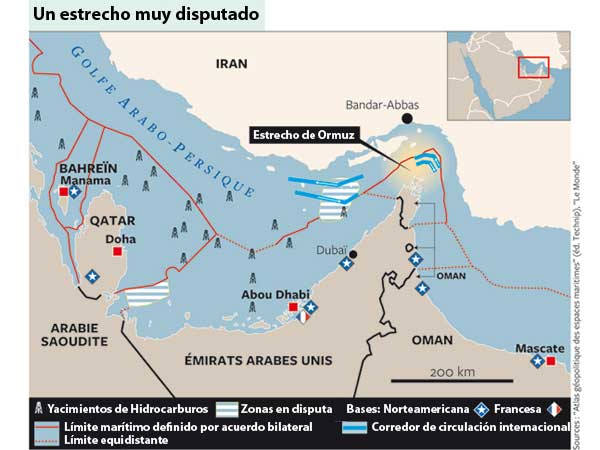 Un estrecho muy disputado
IRAN
GOLFE ARABO-PERSIQUE
Bandar-Abbas
Estrecho de Ormuz
BAHREÏN
Manama
QATAR
Doha
Dubaï
Abou Dhabi
OMAN
ARABIE
SAOUDITE
ÉMIRATS ARABES UNIS
OMAN
Mascate
200 km
Yacimientos de Hidrocarburos
Zonas en disputa
Bases: Norteamericana
Francesa
Límite marítimo definido por acuerdo bilateral
Corredor de circulación internacional
Límite equidistante
Sources : "Atlas géopolitique des espaces maritimes" (éd. Technip), "Le Monde"